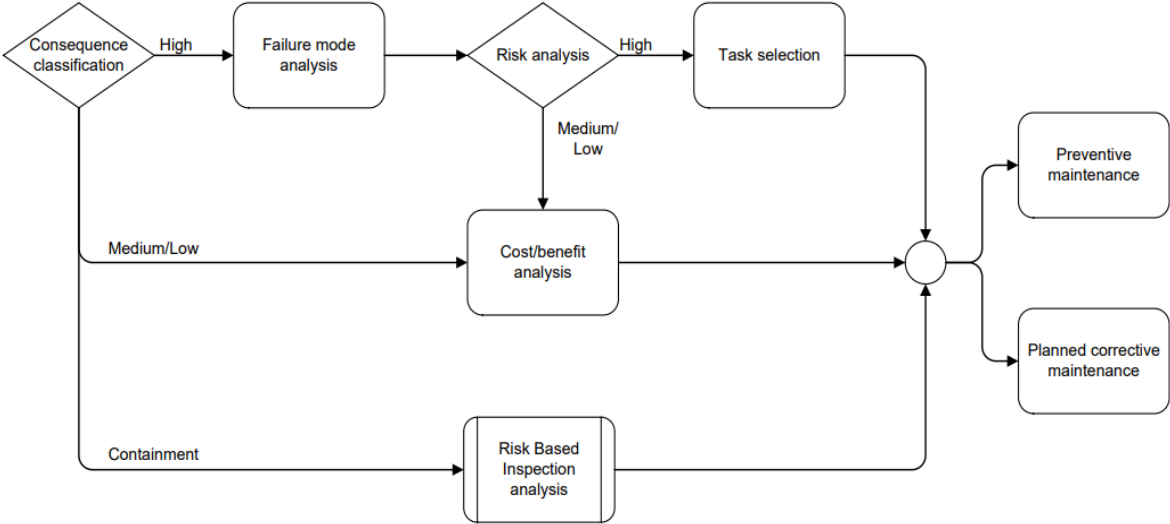 Consequence
classification
High
Failure mode
analysis
Risk analysis
High
Task selection
Medium/
Low
Preventive
maintenance
Medium/Low
Cost/benefit
analysis
Planned corrective
maintenance
Containment
Risk Based
Inspection
analysis